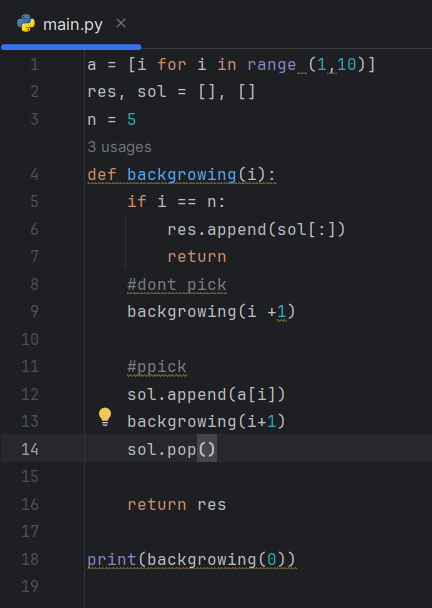 main.py
1 a = [i for i in range (1,10)]
2 res, sol = [], []
3 n = 5
3 usages
4 def backgrowing(i):
5 if i == n:
6 res.append(sol[:])
7 return
8 #dont pick
9 backgrowing(i +1)
10
11 #ppick
12 sol.append(a[i])
13 backgrowing(i+1)
14 sol.pop()
15
16 return res
17
18 print(backgrowing(0))
19